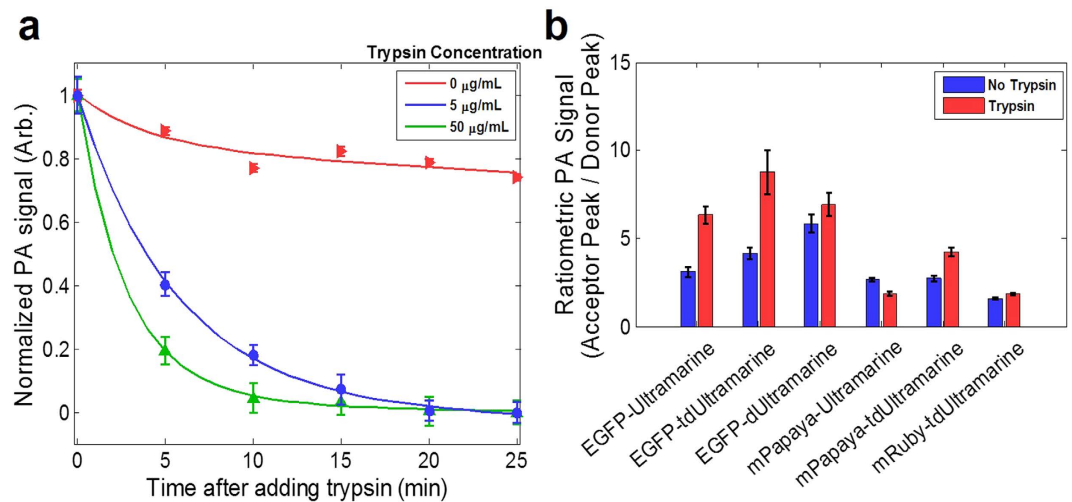 a
Trypsin Concentration
0 μg/mL
5 μg/mL
50 μg/mL
Normalized PA signal (Arb.)
1
0.8
0.6
0.4
0.2
0
0
5
10
15
20
25
Time after adding trypsin (min)
b
No Trypsin
Trypsin
Ratiometric PA Signal
(Acceptor Peak / Donor Peak)
15
10
5
0
EGFP-Ultramarine
EGFP-tdUltramarine
EGFP-dUltramarine
mPapaya-Ultramarine
mPapaya-tdUltramarine
mRuby-tdUltramarine